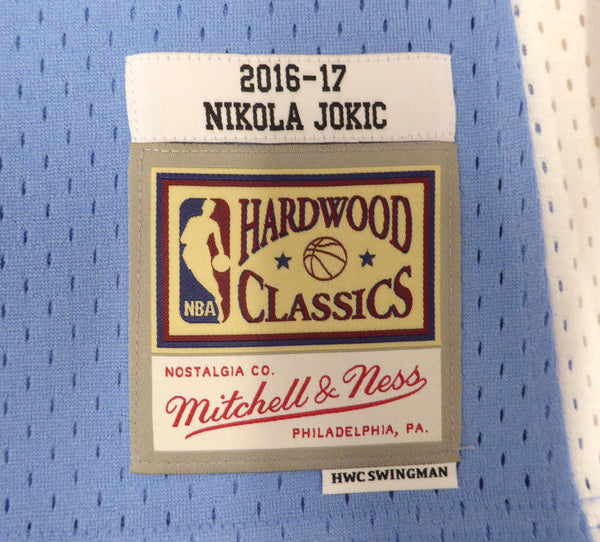 2016-17
NIKOLA JOKIC
HARDWOOD
NBA
CLASSICS
NOSTALGIA CO.
Mitchell & Ness
PHILADELPHIA, PA.
HWC SWINGMAN